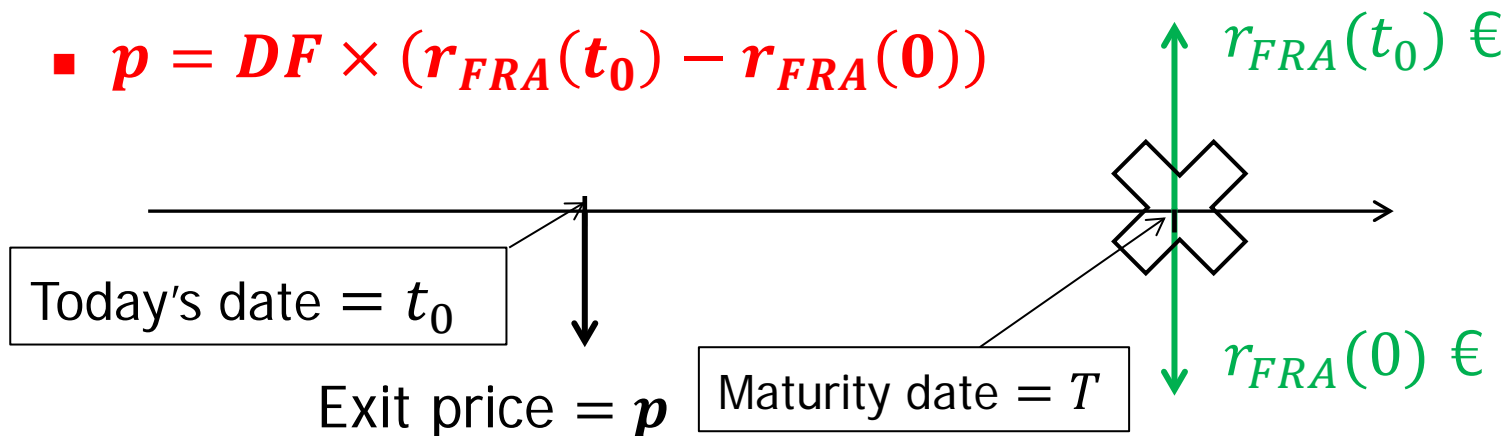 ▪ p = DF × (r_FRA(t_0) − r_FRA(0))
r_FRA(t_0) €
Today's date = t_0
Exit price = p
Maturity date = T
r_FRA(0) €